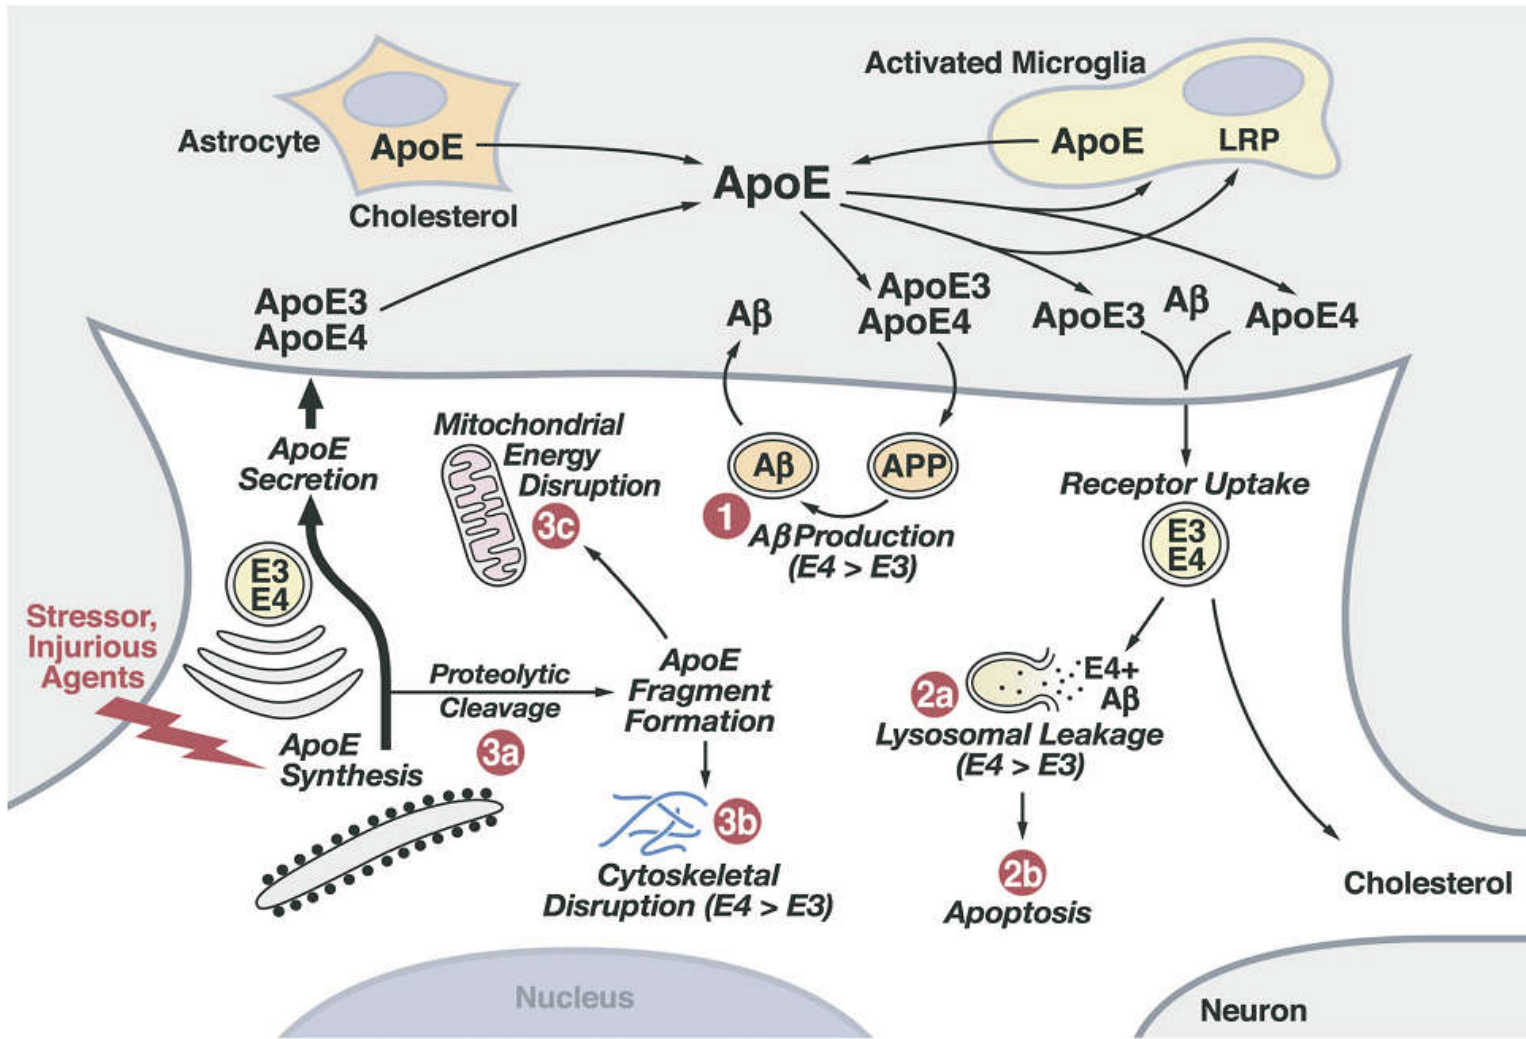 Activated Microglia
Astrocyte
ApoE
Cholesterol
ApoE
LRP
ApoE
ApoE3
ApoE4
Aβ
ApoE3
ApoE4
ApoE3
Aβ
ApoE4
ApoE
Secretion
E3
E4
Stressor,
Injurious
Agents
ApoE
Synthesis
Proteolytic
Cleavage
3a
Mitochondrial
Energy
Disruption
3c
ApoE
Fragment
Formation
3b
Cytoskeletal
Disruption (E4 > E3)
Aβ
APP
1
Aβ Production
(E4 > E3)
Receptor Uptake
E3
E4
E4+
Aβ
2a
Lysosomal Leakage
(E4 > E3)
2b
Apoptosis
Cholesterol
Nucleus
Neuron